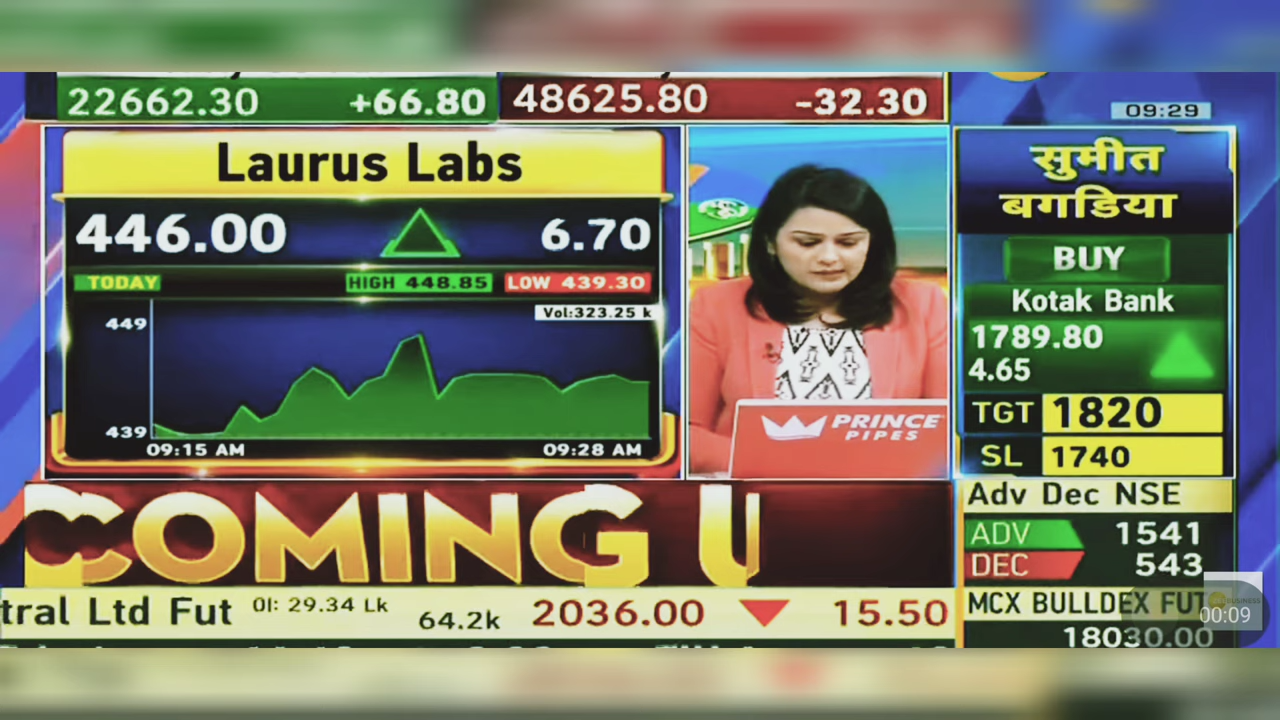 22662.30 +66.80 48625.80 -32.30
09:29
Laurus Labs
446.00 6.70
TODAY HIGH 448.85 LOW 439.30
Vol:323.25 k
449
439
09:15 AM 09:28 AM
PRINCE
PIPES
सुमीत
बगडिया
BUY
Kotak Bank
1789.80
4.65
TGT 1820
SL 1740
Adv Dec NSE
ADV 1541
DEC 543
MCX BULLDEX FUT
18030.00
00:09
COMING U
tral Ltd Fut OI: 29.34 Lk 64.2k 2036.00 15.50